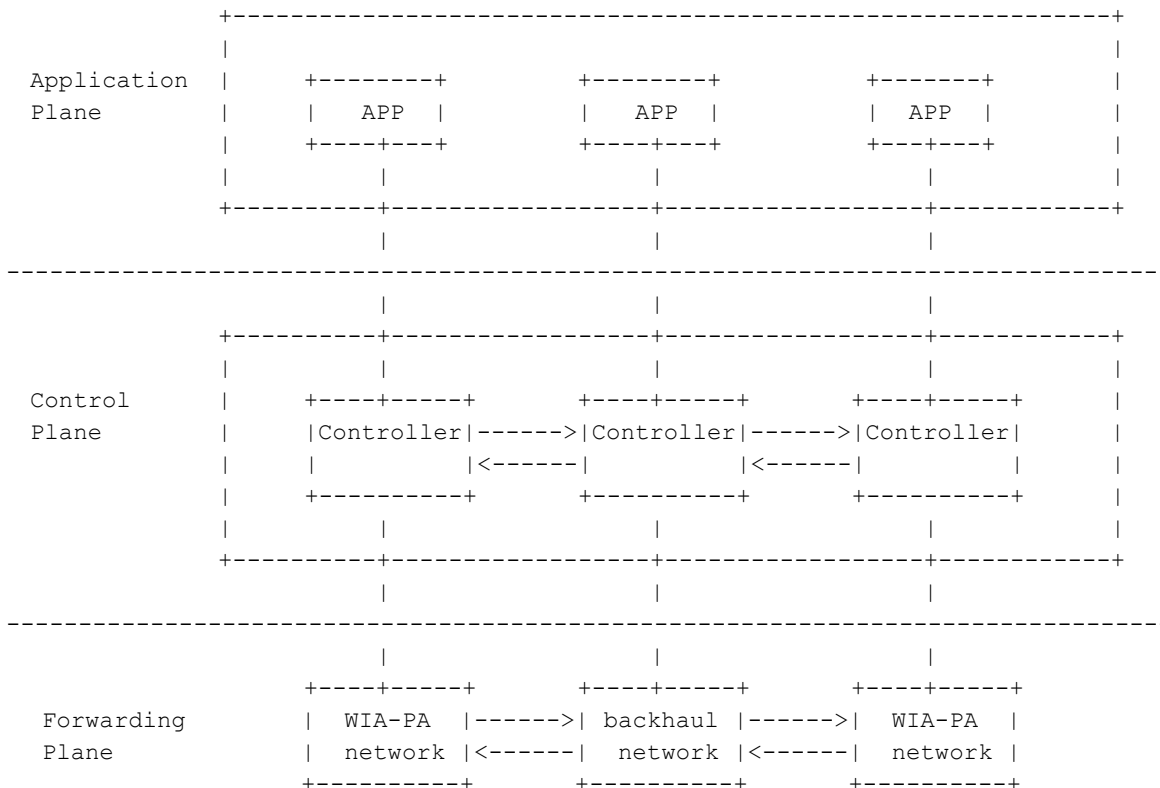 Application
Plane APP APP APP
Control
Plane Controller Controller Controller
Forwarding WIA-PA backhaul WIA-PA
Plane network network network